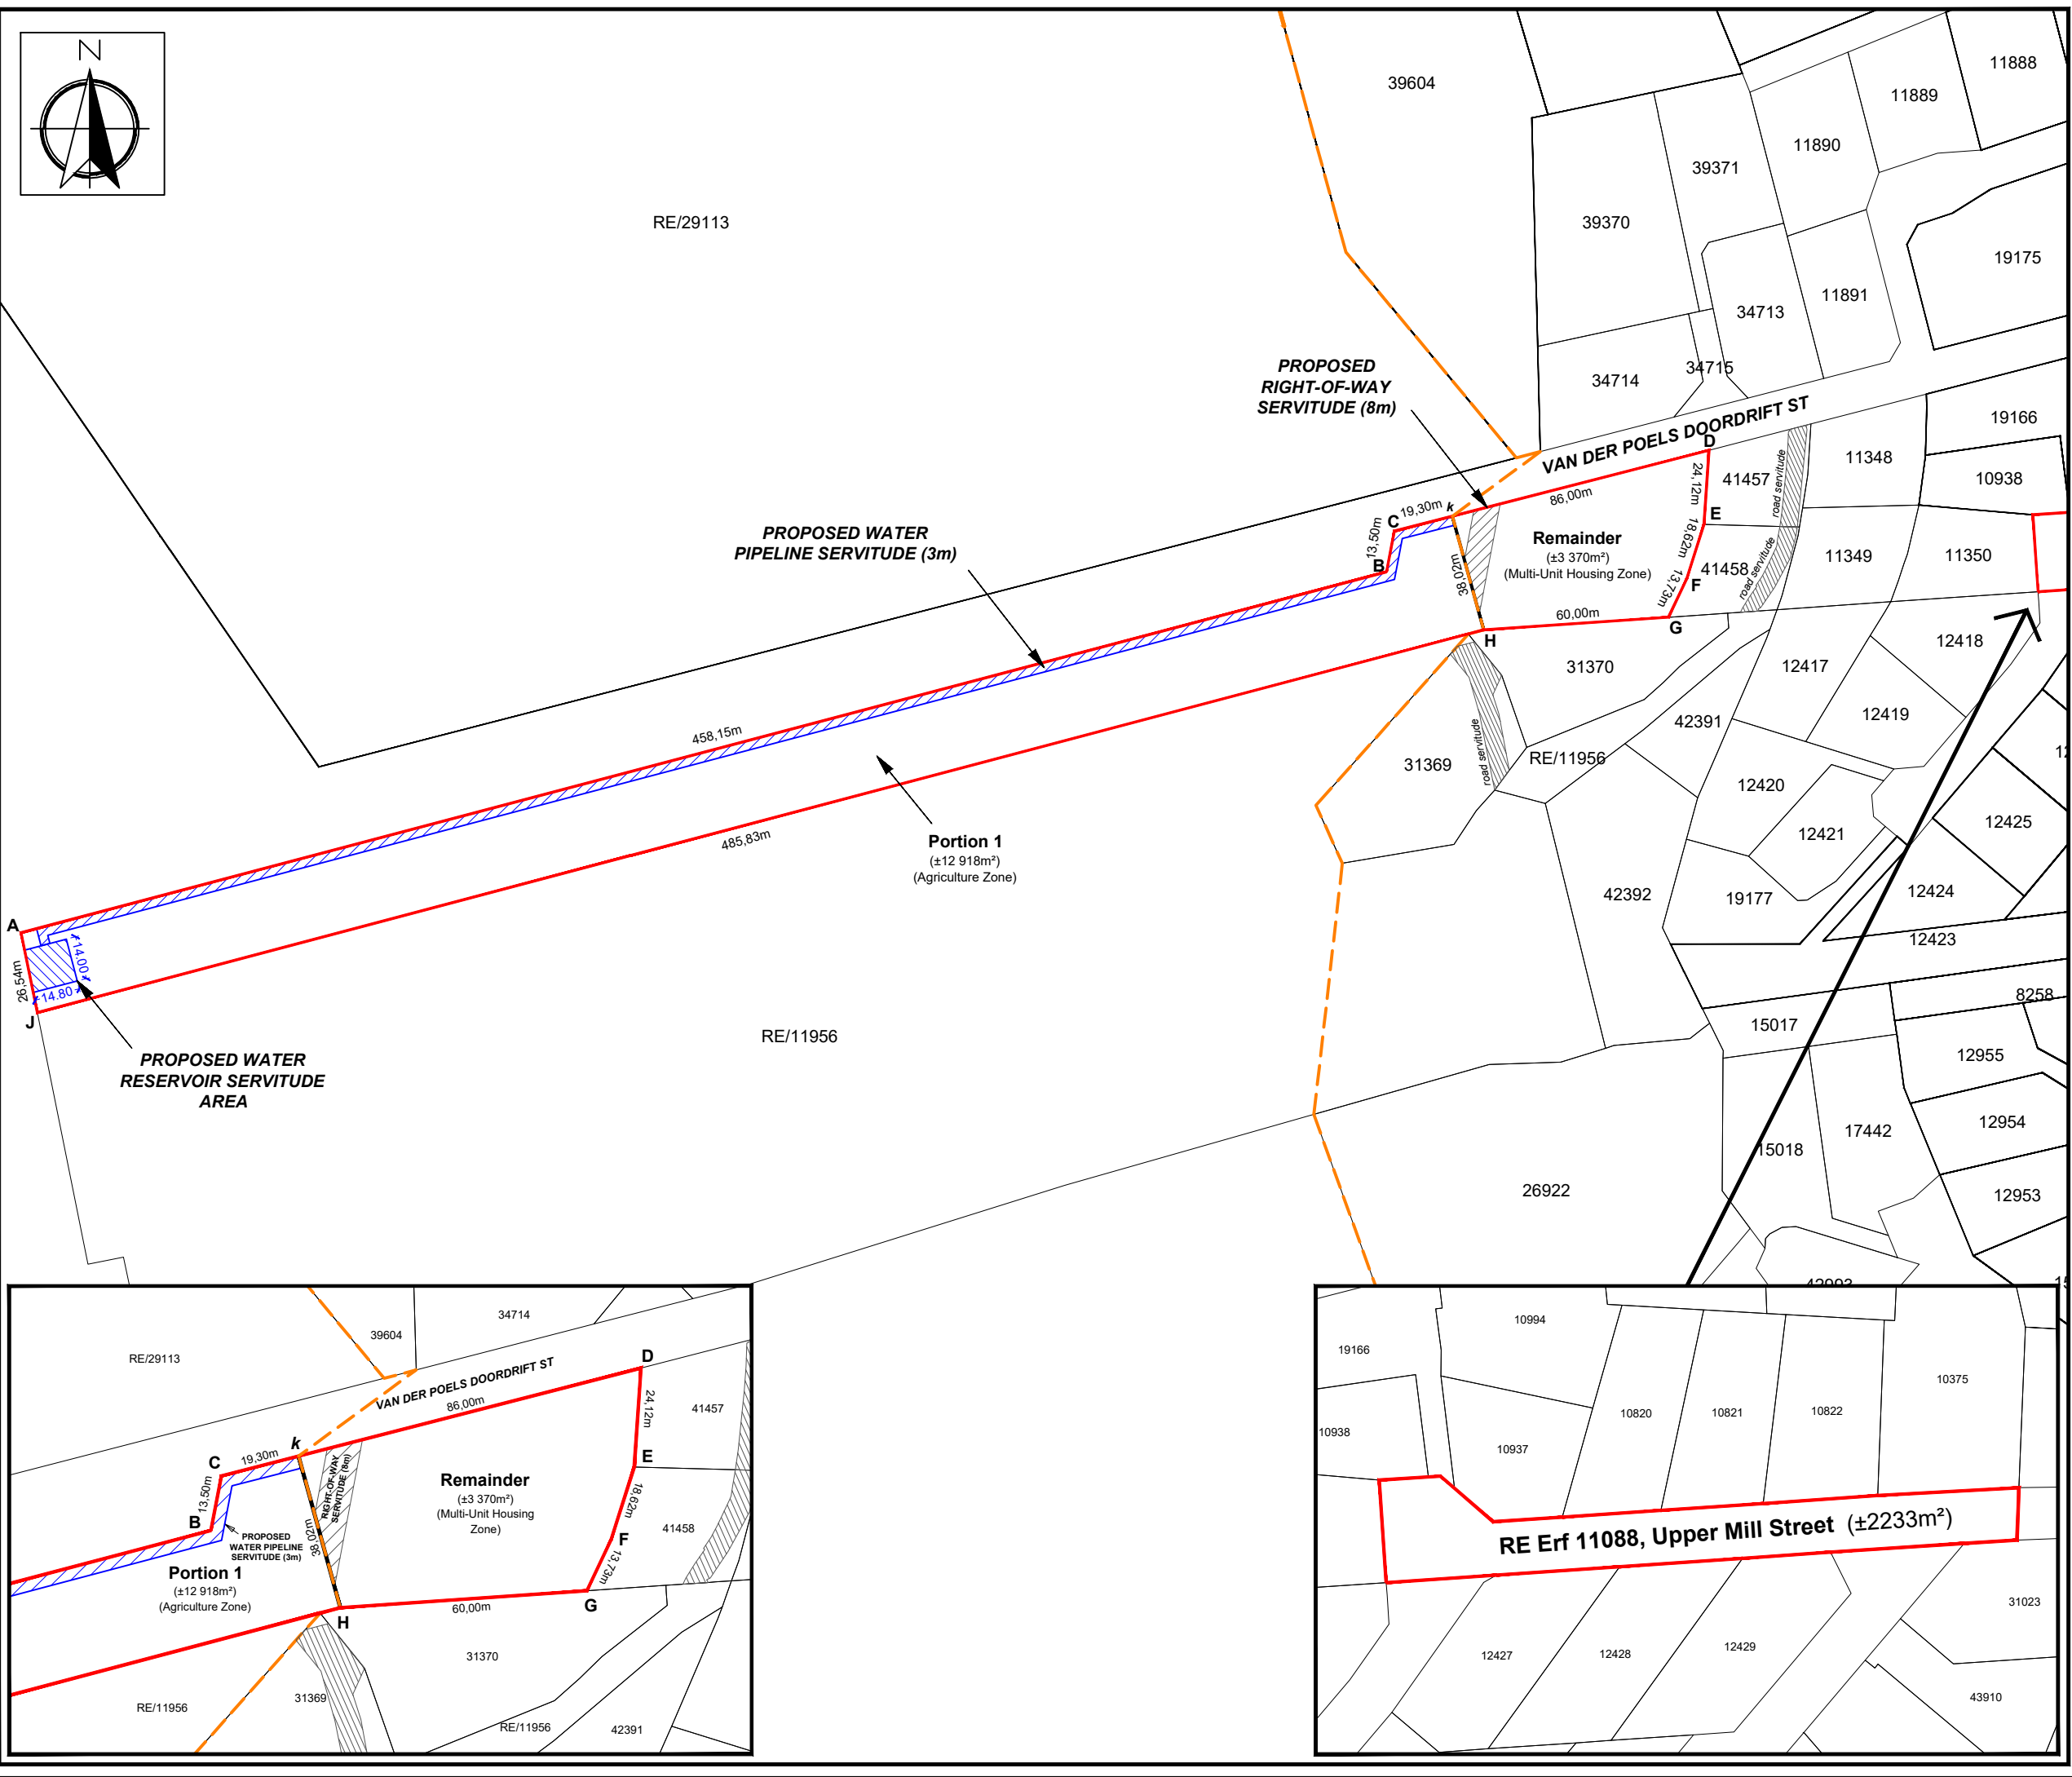 N
39604
11888
11889
11890
39371
RE/29113
39370
19175
11891
34713
PROPOSED
RIGHT-OF-WAY
SERVITUDE (8m)
34714
34715
VAN DER POELS DOORDRIFT ST
19166
D
11348
41457
road servitude
10938
24,12m
86,00m
19,30m
k
C
E
13,50m
PROPOSED WATER
PIPELINE SERVITUDE (3m)
Remainder
(±3 370m²)
(Multi-Unit Housing Zone)
18,62m
11349
11350
B
38,02m
41458
road servitude
F
13,73m
60,00m
G
H
12418
31370
12417
458,15m
42391
12419
road servitude
31369
RE/11956
12420
485,83m
Portion 1
(±12 918m²)
(Agriculture Zone)
12421
12425
42392
19177
12424
A
12423
14.00
26,54m
14.80
J
8258
RE/11956
15017
12955
PROPOSED WATER
RESERVOIR SERVITUDE
AREA
12954
17442
15018
26922
12953
34714
39604
RE/29113
D
VAN DER POELS DOORDRIFT ST
86,00m
24,12m
41457
k
C
19,30m
E
13,50m
RIGHT-OF-WAY
SERVITUDE (8m)
Remainder
(±3 370m²)
(Multi-Unit Housing
Zone)
18,62m
B
38,02m
41458
F
PROPOSED
WATER PIPELINE
SERVITUDE (3m)
13,73m
Portion 1
(±12 918m²)
(Agriculture Zone)
60,00m
G
H
31370
31369
RE/11956
RE/11956
42391
10994
19166
10375
10820
10821
10822
10938
10937
RE Erf 11088, Upper Mill Street (±2233m²)
31023
12427
12428
12429
43910